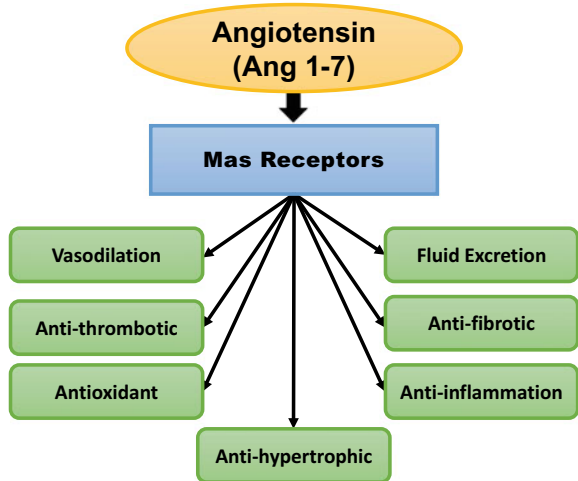 Angiotensin
(Ang 1-7)
Mas Receptors
Vasodilation
Fluid Excretion
Anti-thrombotic
Anti-fibrotic
Antioxidant
Anti-inflammation
Anti-hypertrophic